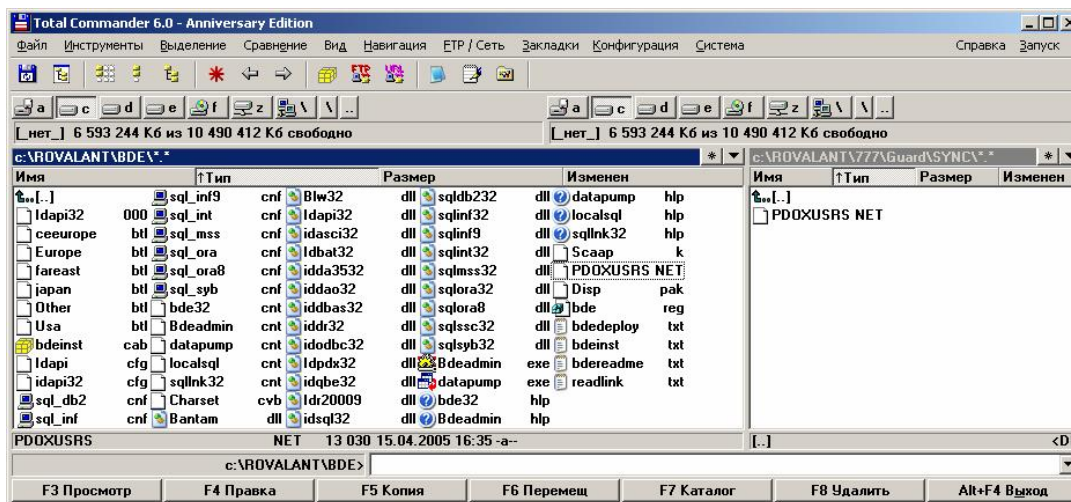 Total Commander 6.0 - Anniversary Edition
Файл Инструменты Выделение Сравнение Вид Навигация FTP / Сеть Закладки Конфигурация Система Справка Запуск
a c d e f z \ \ .. a c d e f z \ \ ..
[_нет_] 6 593 244 Кб из 10 490 412 Кб свободно [_нет_] 6 593 244 Кб из 10 490 412 Кб свободно
c:\ROVALANT\BDE\*.* * ▼ c:\ROVALANT\777\Guard\SYNC\*.* * ▼
Имя ↑Тип Размер Изменен Имя ↑Тип Размер Изменен
[..] sql_inf9 cnf Blw32 dll sqldb232 dll datapump hlp [..]
Idapi32 000 sql_int cnf Idapi32 dll sqlinf32 dll localsql hlp PDOXUSRS NET
ceeurope btl sql_mss cnf idasci32 dll sqlinf9 dll sqllnk32 hlp
Europe btl sql_ora cnf Idbat32 dll sqlint32 dll Scaap k
fareast btl sql_ora8 cnf idda3532 dll sqlmss32 dll PDOXUSRS NET
japan btl sql_syb cnf iddao32 dll sqlora32 dll Disp pak
Other btl bde32 cnt iddbas32 dll sqlora8 dll bde reg
Usa btl Bdeadmin cnt iddr32 dll sqlssc32 dll bdedeploy txt
bdeinst cab datapump cnt idodbc32 dll sqlsyb32 dll bdeinst txt
Idapi cfg localsql cnt Idpdx32 dll Bdeadmin exe bdereadme txt
idapi32 cfg sqllnk32 cnt idqbe32 dll datapump exe readlink txt
sql_db2 cnf Charset cvb Idr20009 dll bde32 hlp
sql_inf cnf Bantam dll idsql32 dll Bdeadmin hlp
PDOXUSRS NET 13 030 15.04.2005 16:35 -a-- [..] <D
c:\ROVALANT\BDE>
F3 Просмотр F4 Правка F5 Копия F6 Перемещ F7 Каталог F8 Удалить Alt+F4 Выход